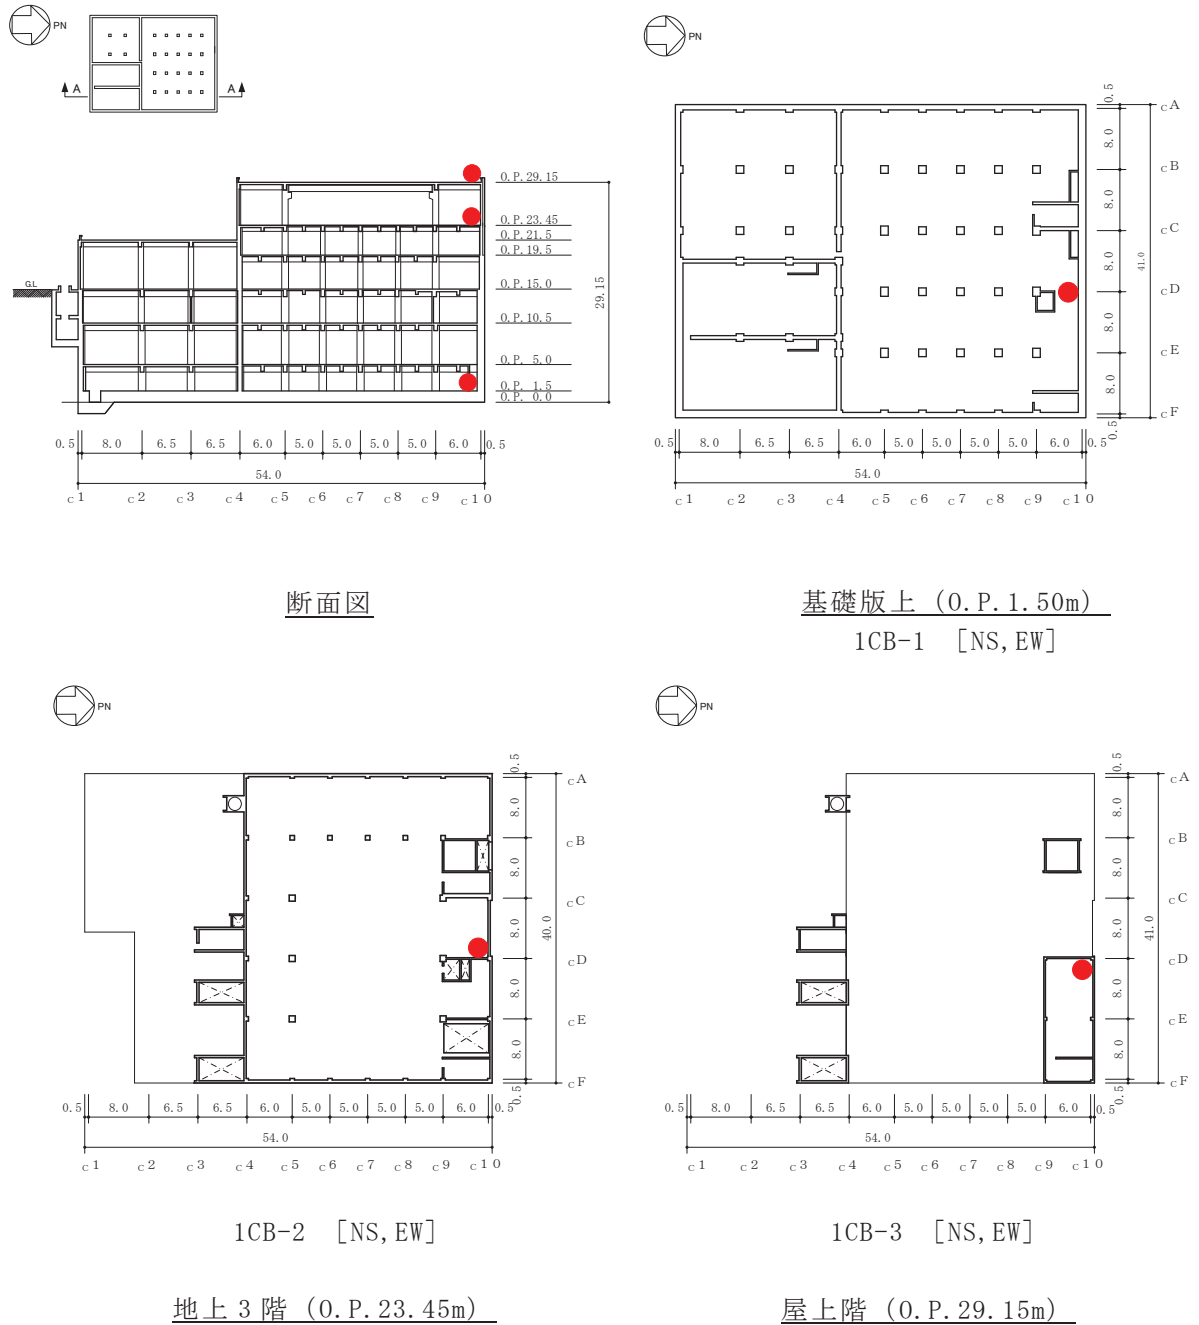 PN
A A
O.P.29.15
O.P.23.45
O.P.21.5
O.P.19.5
O.P.15.0
O.P.10.5
O.P. 5.0
O.P. 1.5
O.P. 0.0
29.15
G.L
0.5 8.0 6.5 6.5 6.0 5.0 5.0 5.0 5.0 6.0 0.5
54.0
c1 c2 c3 c4 c5 c6 c7 c8 c9 c10
断面図
PN
0.5
8.0
8.0
8.0
8.0
8.0
0.5
41.0
cA
cB
cC
cD
cE
cF
0.5 8.0 6.5 6.5 6.0 5.0 5.0 5.0 5.0 6.0 0.5
54.0
c1 c2 c3 c4 c5 c6 c7 c8 c9 c10
基礎版上 (O.P.1.50m)
1CB-1 [NS,EW]
PN
0.5
8.0
8.0
8.0
8.0
8.0
0.5
40.0
cA
cB
cC
cD
cE
cF
0.5 8.0 6.5 6.5 6.0 5.0 5.0 5.0 5.0 6.0 0.5
54.0
c1 c2 c3 c4 c5 c6 c7 c8 c9 c10
1CB-2 [NS,EW]
地上3階 (O.P.23.45m)
PN
0.5
8.0
8.0
8.0
8.0
8.0
0.5
41.0
cA
cB
cC
cD
cE
cF
0.5 8.0 6.5 6.5 6.0 5.0 5.0 5.0 5.0 6.0 0.5
54.0
c1 c2 c3 c4 c5 c6 c7 c8 c9 c10
1CB-3 [NS,EW]
屋上階 (O.P.29.15m)